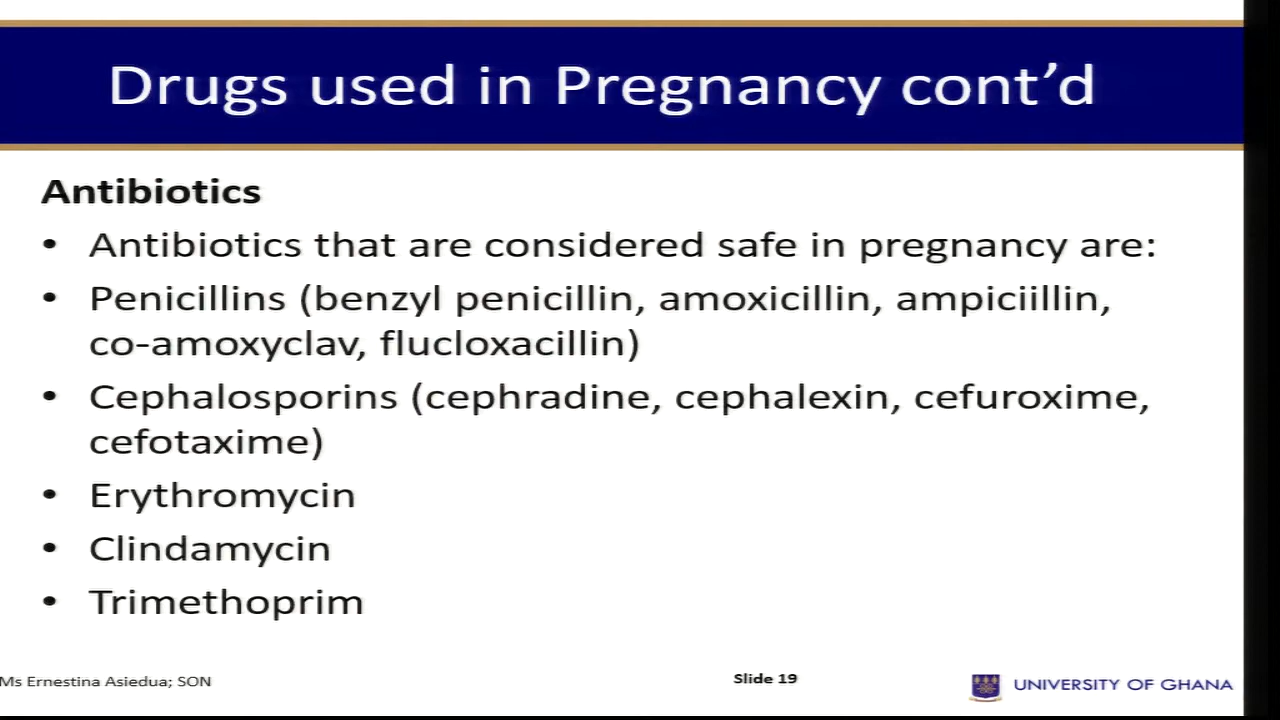 Drugs used in Pregnancy cont’d
Antibiotics
• Antibiotics that are considered safe in pregnancy are:
• Penicillins (benzyl penicillin, amoxicillin, ampiciillin,
co-amoxyclav, flucloxacillin)
• Cephalosporins (cephradine, cephalexin, cefuroxime,
cefotaxime)
• Erythromycin
• Clindamycin
• Trimethoprim
Ms Ernestina Asiedua; SON
Slide 19
UNIVERSITY OF GHANA